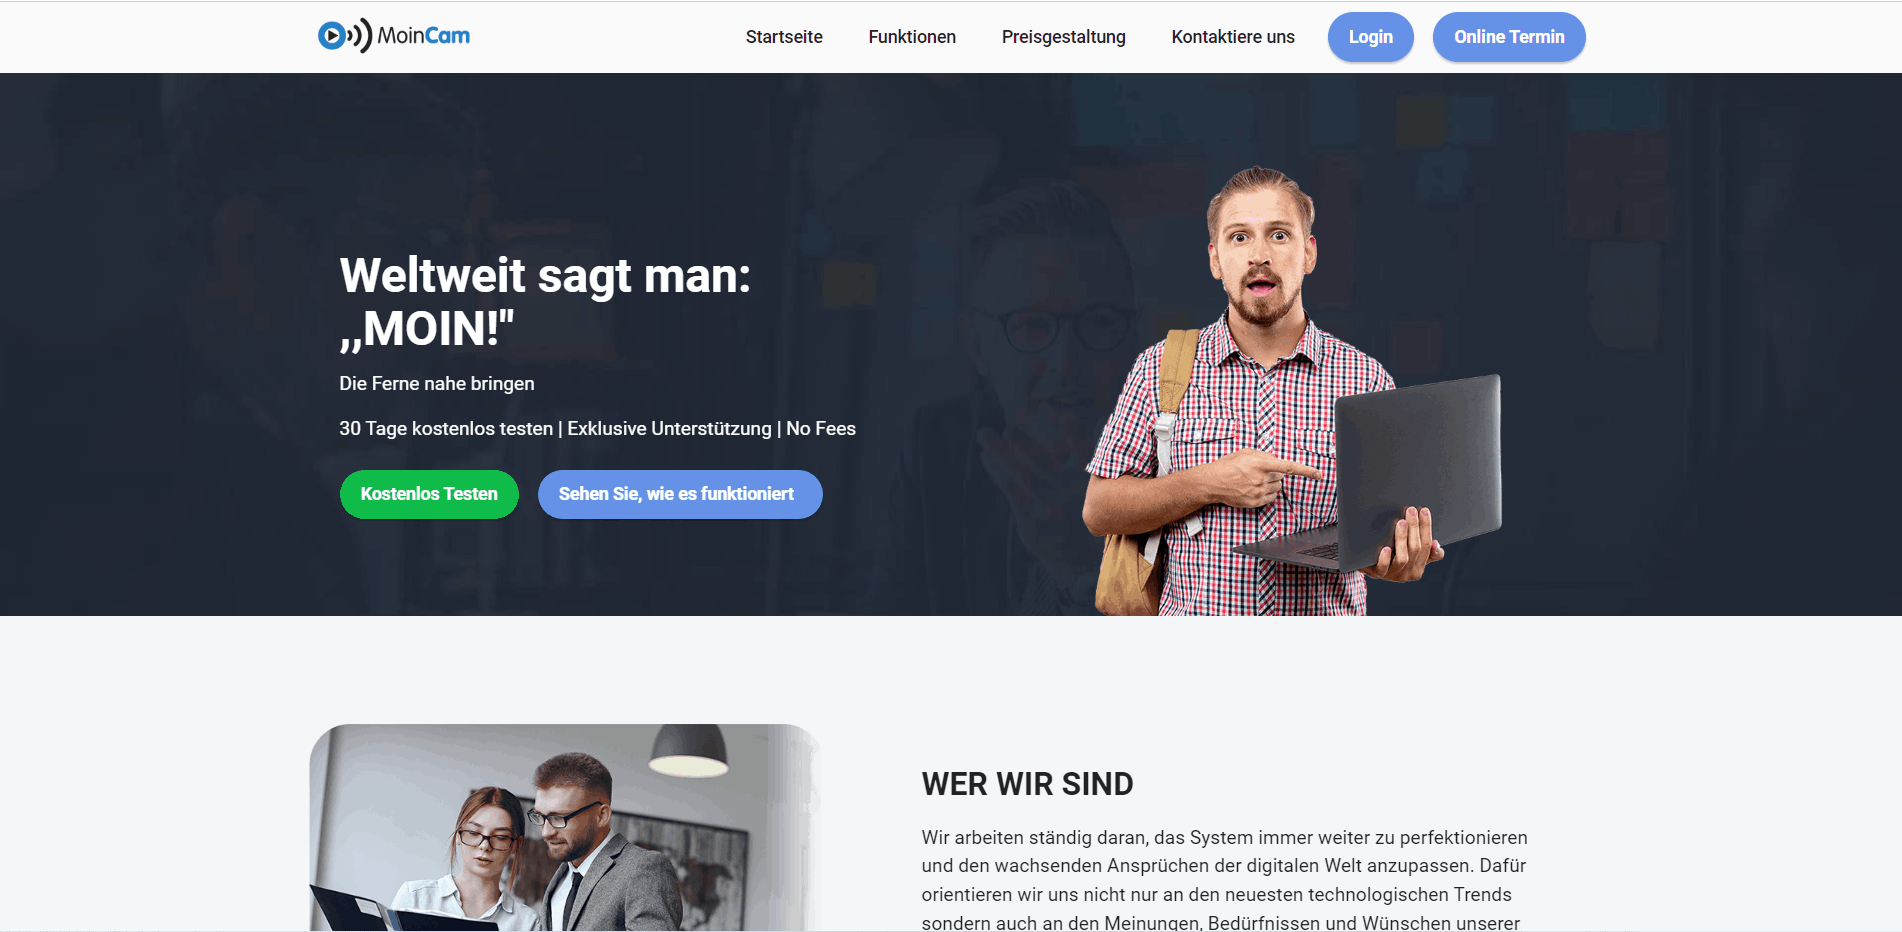 MoinCam
Startseite
Funktionen
Preisgestaltung
Kontaktiere uns
Login
Online Termin
Weltweit sagt man:
,,MOIN!"
Die Ferne nahe bringen
30 Tage kostenlos testen | Exklusive Unterstützung | No Fees
Kostenlos Testen
Sehen Sie, wie es funktioniert
WER WIR SIND
Wir arbeiten ständig daran, das System immer weiter zu perfektionieren
und den wachsenden Ansprüchen der digitalen Welt anzupassen. Dafür
orientieren wir uns nicht nur an den neuesten technologischen Trends
sondern auch an den Meinungen, Bedürfnissen und Wünschen unserer